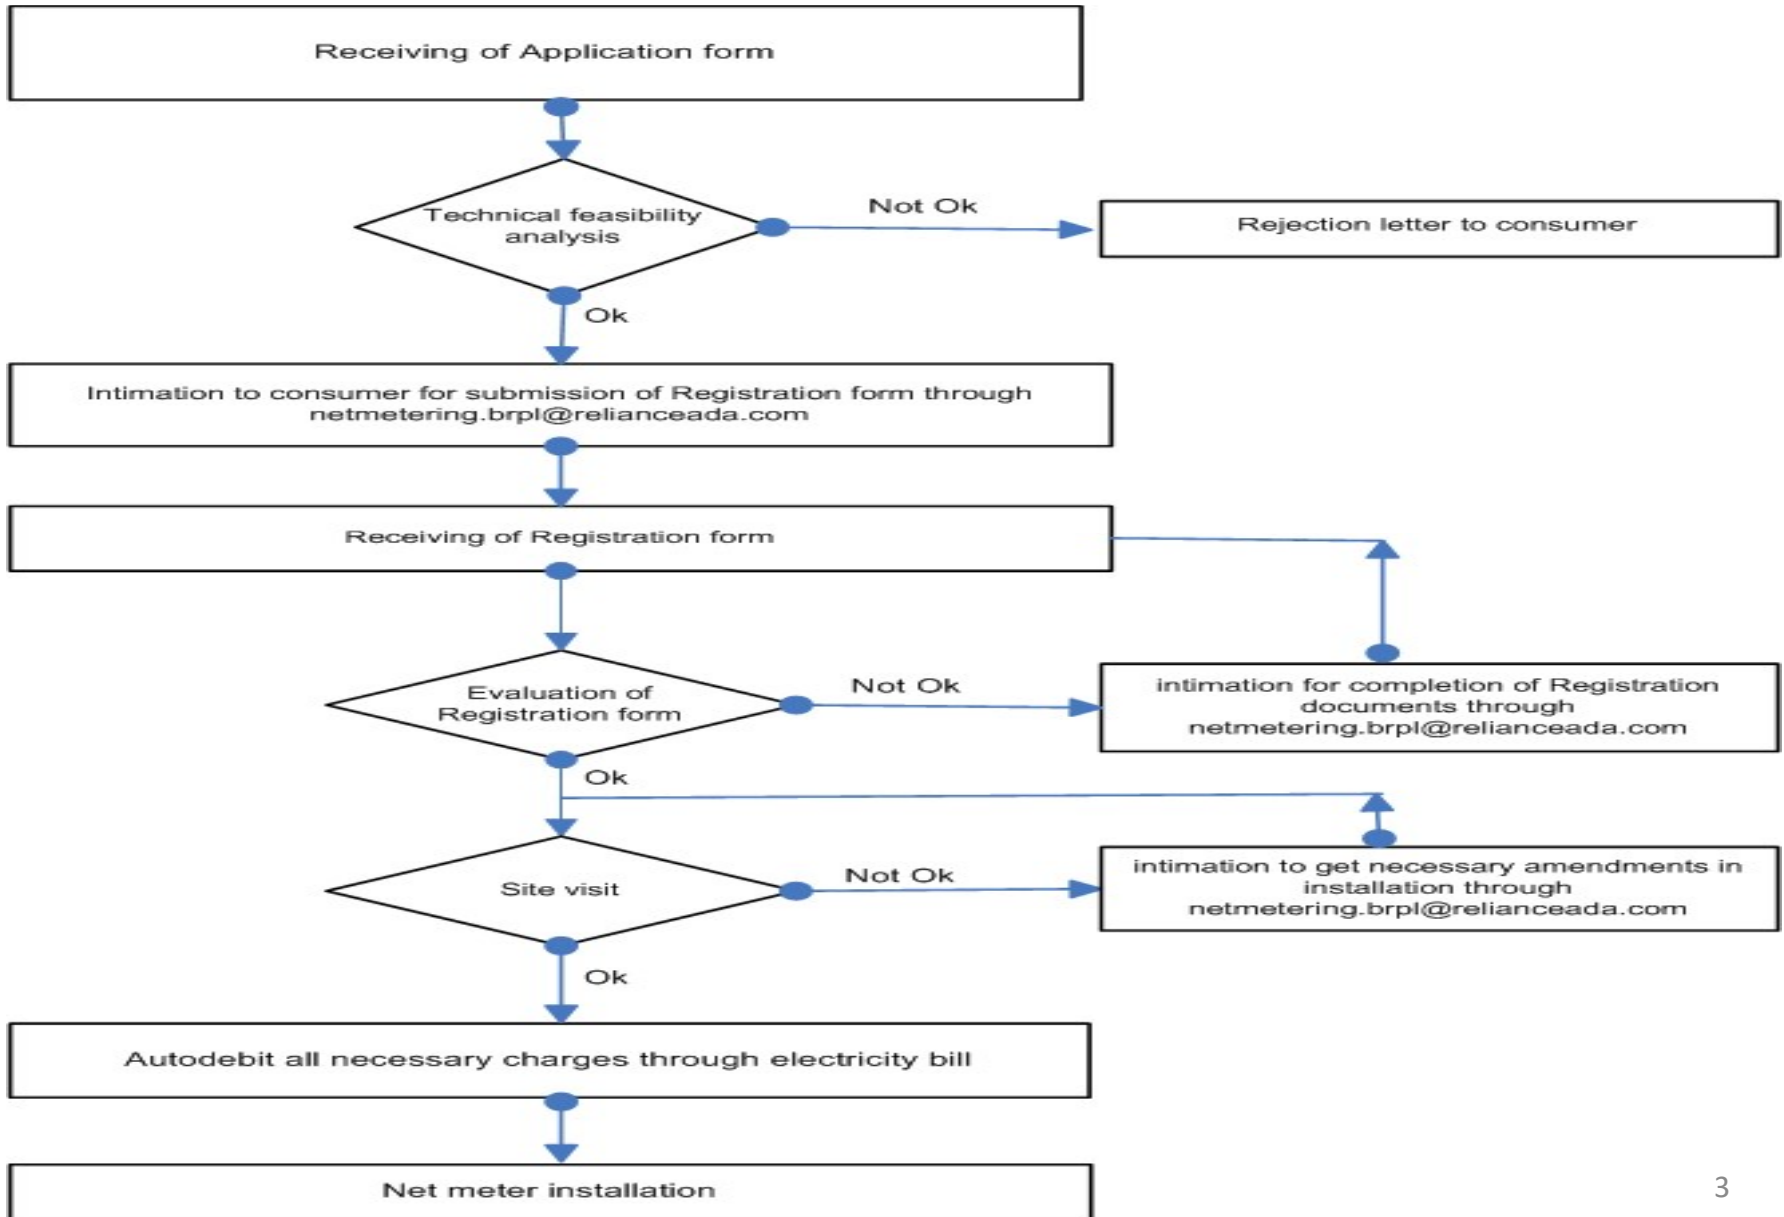 Receiving of Application form
Technical feasibility
analysis
Not Ok
Rejection letter to consumer
Ok
Intimation to consumer for submission of Registration form through
netmetering.brpl@relianceada.com
Receiving of Registration form
Evaluation of
Registration form
Not Ok
intimation for completion of Registration
documents through
netmetering.brpl@relianceada.com
Ok
Site visit
Not Ok
intimation to get necessary amendments in
installation through
netmetering.brpl@relianceada.com
Ok
Autodebit all necessary charges through electricity bill
Net meter installation
3